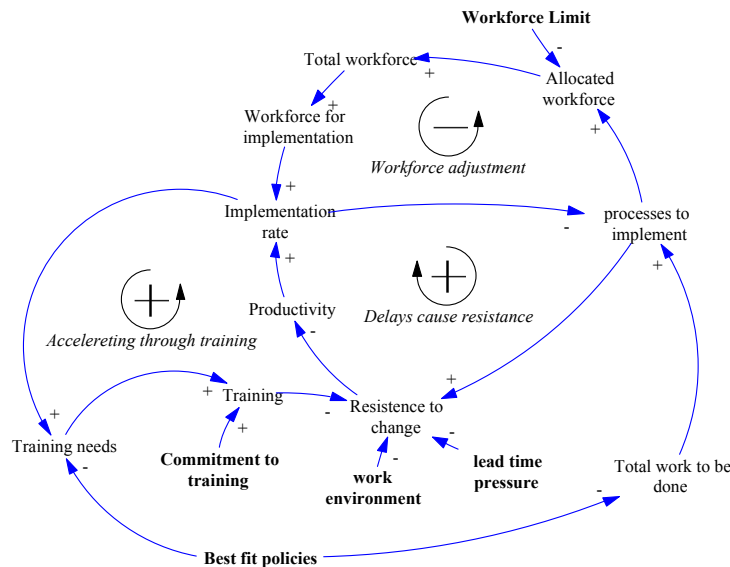 Workforce Limit
-
Total workforce
+
Allocated
workforce
+
+
Workforce for
implementation
—
Workforce adjustment
+
Implementation
rate
-
processes to
implement
+
+
+
+
Productivity
-
Delays cause resistance
Accelereting through training
+
+
Training
-
Resistence to
change
+
Training needs
-
+
-
-
Commitment to
training
work
environment
lead time
pressure
Total work to be
done
-
Best fit policies